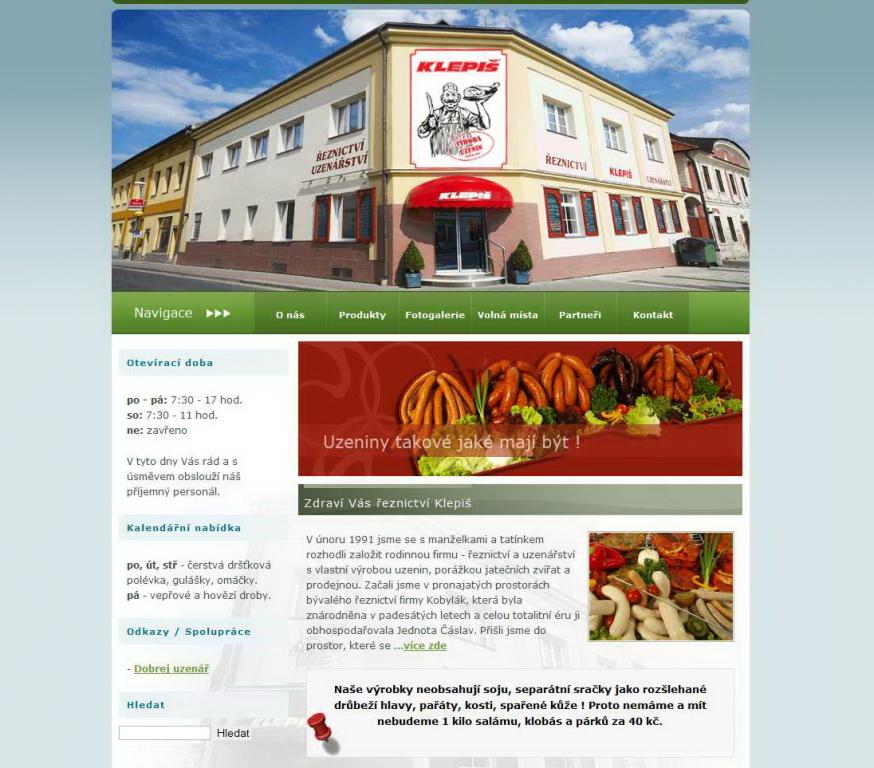 KLEPIŠ
VÝROBA
UZENIN
ŘEZNICTVÍ
UZENÁŘSTVÍ
ŘEZNICTVÍ
KLEPIŠ
UZENÁŘSTVÍ
KLEPIŠ
Navigace
O nás
Produkty
Fotogalerie
Volná místa
Partneři
Kontakt
Otevírací doba
po - pá: 7:30 - 17 hod.
so: 7:30 - 11 hod.
ne: zavřeno
V tyto dny Vás rád a s
úsměvem obslouží náš
příjemný personál.
Kalendářní nabídka
po, út, stř - čerstvá dršťková
polévka, gulášky, omáčky.
pá - vepřové a hovězí droby.
Odkazy / Spolupráce
- Dobrej uzenář
Hledat
Hledat
Uzeniny takové jaké mají být !
Zdraví Vás řeznictví Klepiš
V únoru 1991 jsme se s manželkami a tatínkem
rozhodli založit rodinnou firmu - řeznictví a uzenářství
s vlastní výrobou uzenin, porážkou jatečních zvířat a
prodejnou. Začali jsme v pronajatých prostorách
bývalého řeznictví firmy Kobylák, která byla
znárodněna v padesátých letech a celou totalitní éru ji
obhospodařovala Jednota Čáslav. Přišli jsme do
prostor, které se ...více zde
Naše výrobky neobsahují soju, separátní sračky jako rozšlehané
drůbeží hlavy, pařáty, kosti, spařené kůže ! Proto nemáme a mít
nebudeme 1 kilo salámu, klobás a párků za 40 kč.